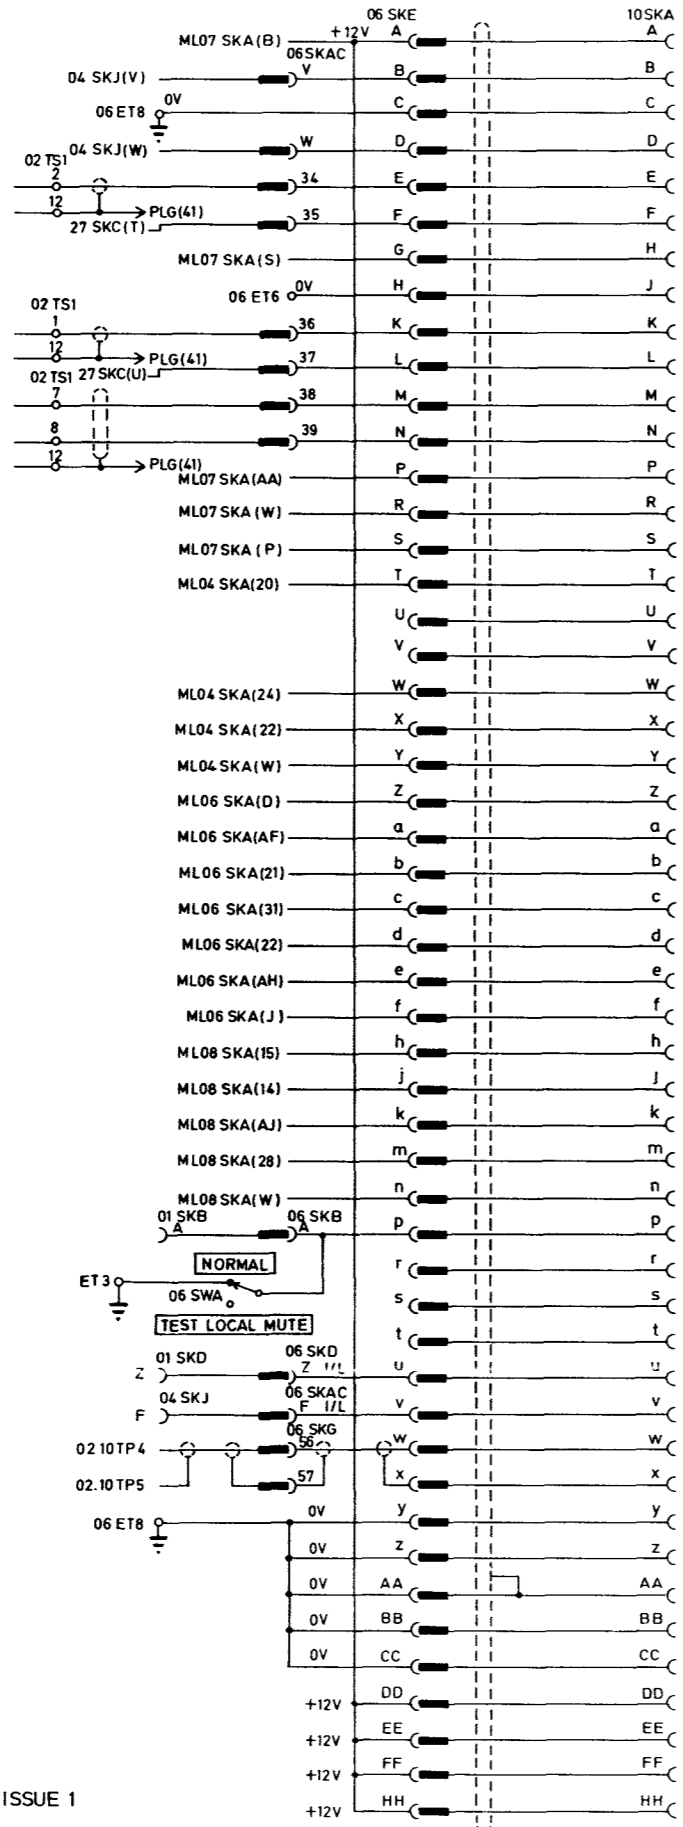 06 SKE 10SKA
ML07 SKA(B) +12V A A
06SKAC
04 SKJ(V) V B B
06ET8 0V C C
04 SKJ(W) W D D
02 TS1
2 34 E E
12 PLG(41) 35 F F
27 SKC(T)
ML07 SKA(S) G H
06 ET6 0V H J
02 TS1
1 36 K K
12 PLG(41) 37 L L
02 TS1 27 SKC(U)
7 38 M M
8 39 N N
12 PLG(41)
ML07 SKA(AA) P P
ML07 SKA(W) R R
ML07 SKA(P) S S
ML04 SKA(20) T T
U U
V V
ML04 SKA(24) W W
ML04 SKA(22) X X
ML04 SKA(W) Y Y
ML06 SKA(D) Z Z
ML06 SKA(AF) a a
ML06 SKA(21) b b
ML06 SKA(31) c c
ML06 SKA(22) d d
ML06 SKA(AH) e e
ML06 SKA(J) f f
ML08 SKA(15) h h
ML08 SKA(14) j j
ML08 SKA(AJ) k k
ML08 SKA(28) m m
ML08 SKA(W) n n
01 SKB 06 SKB
A A p p
NORMAL r r
ET3
06 SWA s s
TEST LOCAL MUTE t t
01 SKD 06 SKD
Z Z I/L u u
04 SKJ 06 SKAC
F F I/L v v
06 SKG
02 10TP4 56 w w
02.10TP5 57 x x
06 ET8 0V y y
0V z z
0V AA AA
0V BB BB
0V CC CC
+12V DD DD
+12V EE EE
+12V FF FF
ISSUE 1
+12V HH HH